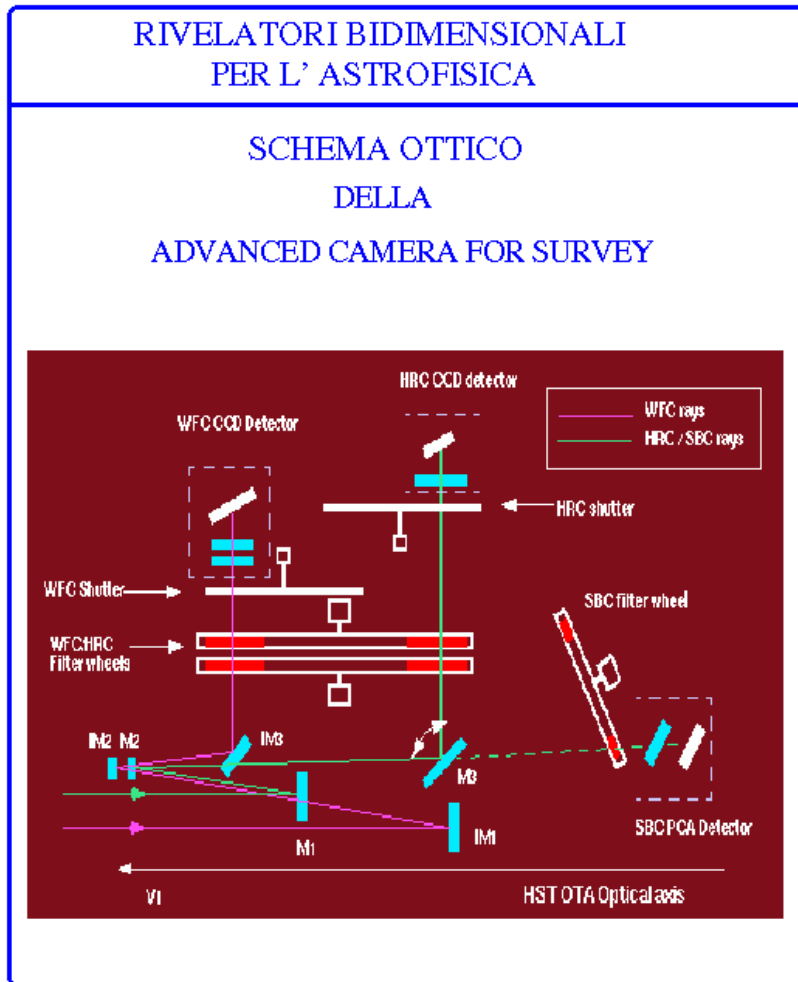 RIVELATORI BIDIMENSIONALI
PER L' ASTROFISICA
SCHEMA OTTICO
DELLA
ADVANCED CAMERA FOR SURVEY
HRC CCD detector
WFC rays
HRC / SBC rays
WFC CCD Detector
HRC shutter
WFC Shutter
SBC filter wheel
WFC/HRC
Filter wheels
IM2 M2
IM3
M3
M1
IM1
SBC PCA Detector
V1
HST OTA Optical axis